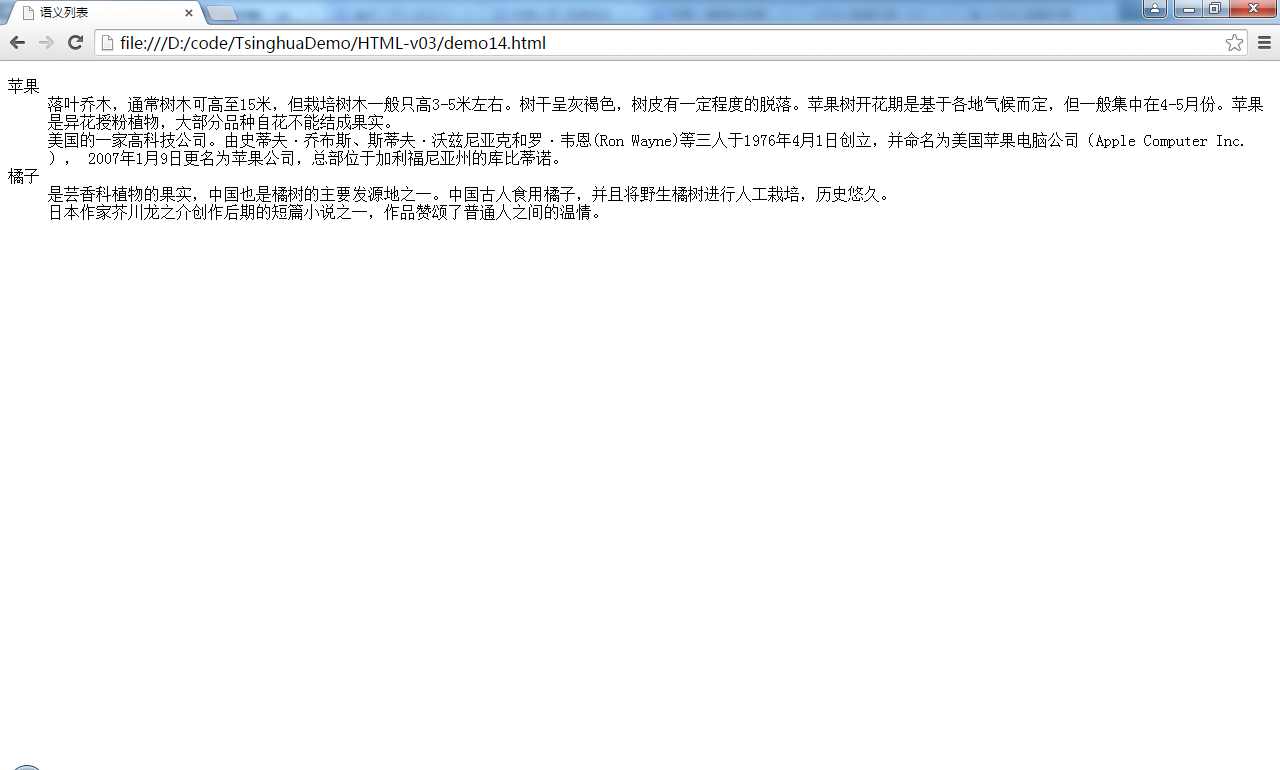 语义列表
file:///D:/code/TsinghuaDemo/HTML-v03/demo14.html
苹果
落叶乔木，通常树木可高至15米，但栽培树木一般只高3-5米左右。树干呈灰褐色，树皮有一定程度的脱落。苹果树开花期是基于各地气候而定，但一般集中在4-5月份。苹果
是异花授粉植物，大部分品种自花不能结成果实。
美国的一家高科技公司。由史蒂夫·乔布斯、斯蒂夫·沃兹尼亚克和罗·韦恩(Ron Wayne)等三人于1976年4月1日创立，并命名为美国苹果电脑公司（Apple Computer Inc.
）， 2007年1月9日更名为苹果公司，总部位于加利福尼亚州的库比蒂诺。
橘子
是芸香科植物的果实，中国也是橘树的主要发源地之一。中国古人食用橘子，并且将野生橘树进行人工栽培，历史悠久。
日本作家芥川龙之介创作后期的短篇小说之一，作品赞颂了普通人之间的温情。